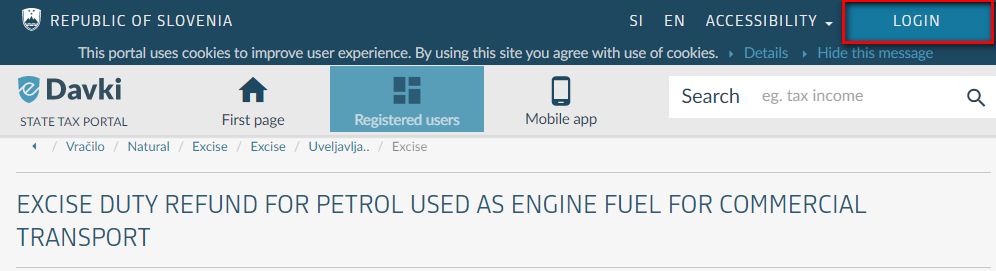 REPUBLIC OF SLOVENIA SI EN ACCESSIBILITY LOGIN
This portal uses cookies to improve user experience. By using this site you agree with use of cookies. Details Hide this message
eDavki
STATE TAX PORTAL
First page
Registered users
Mobile app
Search eg. tax income
/ Vračilo / Natural / Excise / Excise / Uveljavlja.. / Excise
EXCISE DUTY REFUND FOR PETROL USED AS ENGINE FUEL FOR COMMERCIAL
TRANSPORT